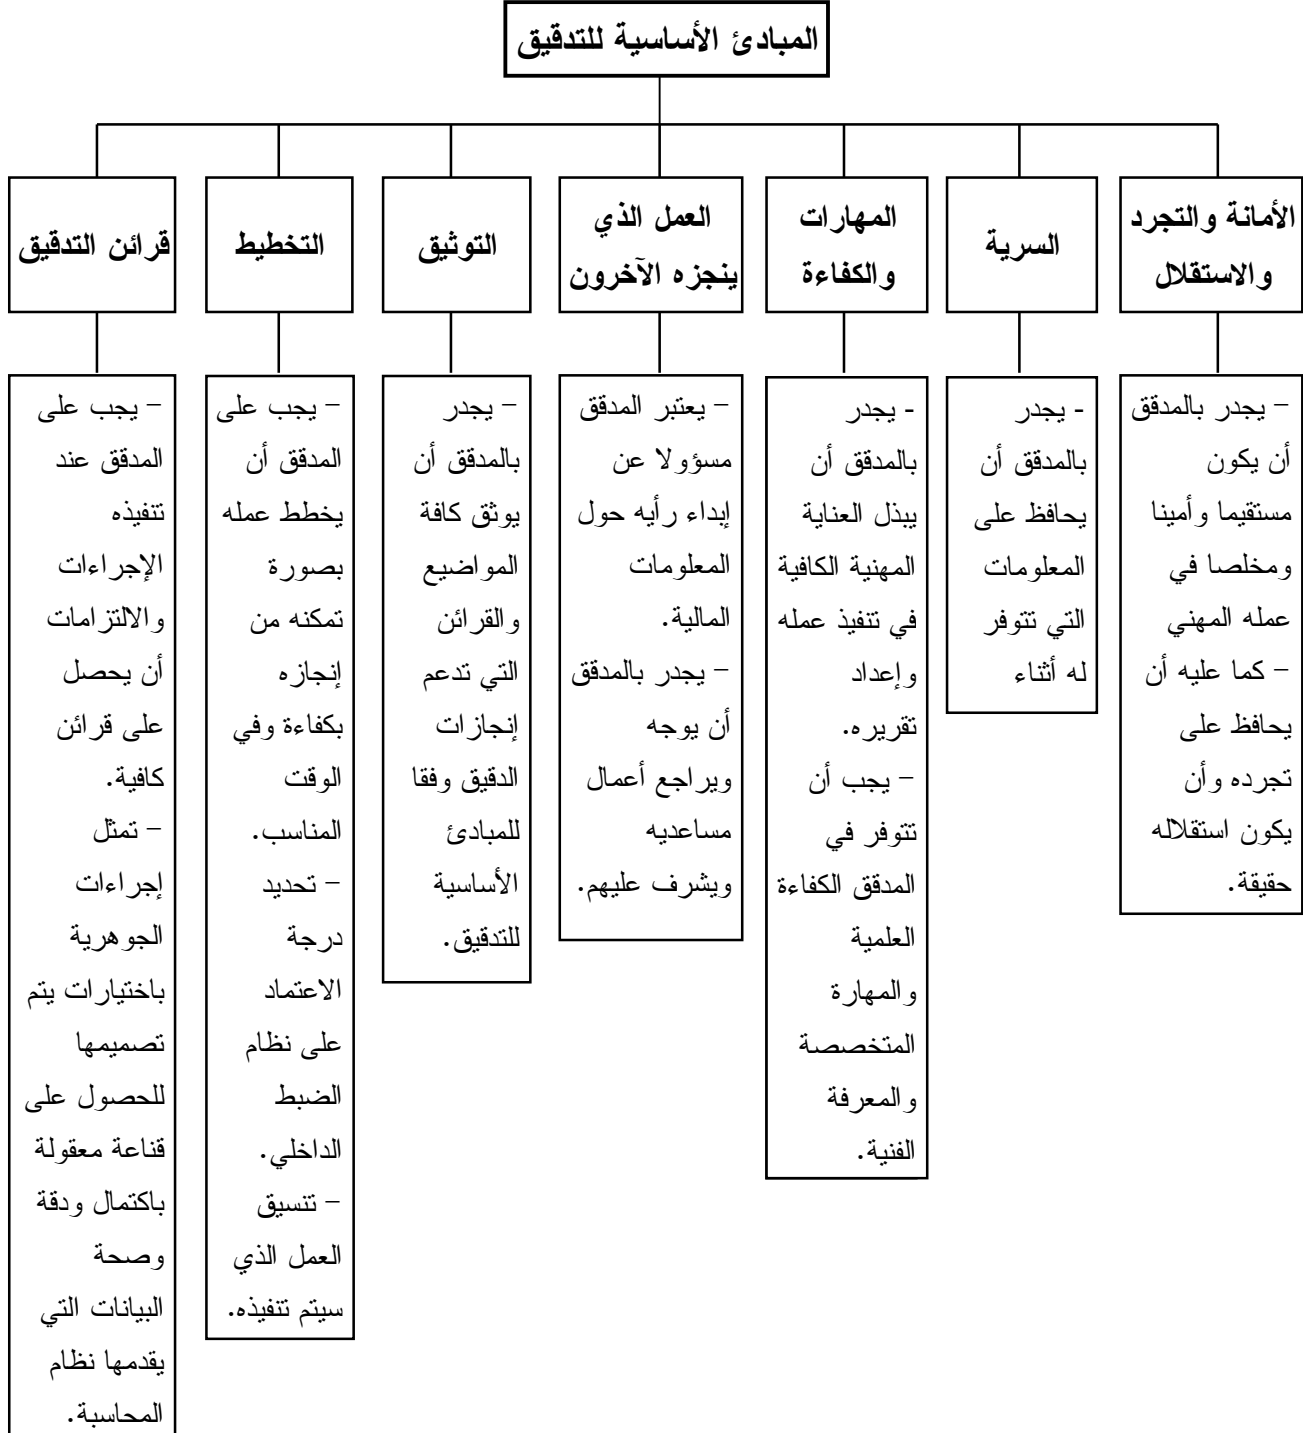 المبادئ الأساسية للتدقيق
الأمانة والتجرد
والاستقلال
السرية
المهارات
والكفاءة
العمل الذي
ينجزه الآخرون
التوثيق
التخطيط
قرائن التدقيق
– يجدر بالمدقق
أن يكون
مستقيما وأمينا
ومخلصا في
عمله المهني
– كما عليه أن
يحافظ على
تجرده وأن
يكون استقلاله
حقيقة.
- يجدر
بالمدقق أن
يحافظ على
المعلومات
التي تتوفر
له أثناء
- يجدر
بالمدقق أن
يبذل العناية
المهنية الكافية
في تنفيذ عمله
وإعداد
تقريره.
– يجب أن
تتوفر في
المدقق الكفاءة
العلمية
والمهارة
المتخصصة
والمعرفة
الفنية.
– يعتبر المدقق
مسؤولا عن
إبداء رأيه حول
المعلومات
المالية.
– يجدر بالمدقق
أن يوجه
ويراجع أعمال
مساعديه
ويشرف عليهم.
– يجدر
بالمدقق أن
يوثق كافة
المواضيع
والقرائن
التي تدعم
إنجازات
الدقيق وفقا
للمبادئ
الأساسية
للتدقيق.
– يجب على
المدقق أن
يخطط عمله
بصورة
تمكنه من
إنجازه
بكفاءة وفي
الوقت
المناسب.
– تحديد
درجة
الاعتماد
على نظام
الضبط
الداخلي.
– تنسيق
العمل الذي
سيتم تنفيذه.
– يجب على
المدقق عند
تنفيذه
الإجراءات
والالتزامات
أن يحصل
على قرائن
كافية.
– تمثل
إجراءات
الجوهرية
باختيارات يتم
تصميمها
للحصول على
قناعة معقولة
باكتمال ودقة
وصحة
البيانات التي
يقدمها نظام
المحاسبة.